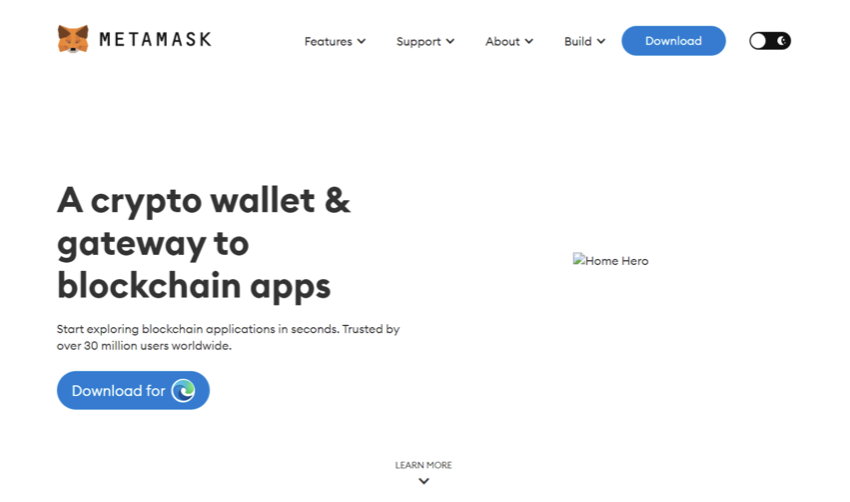 METAMASK
Features
Support
About
Build
Download
A crypto wallet &
gateway to
blockchain apps
Home Hero
Start exploring blockchain applications in seconds. Trusted by
over 30 million users worldwide.
Download for
LEARN MORE